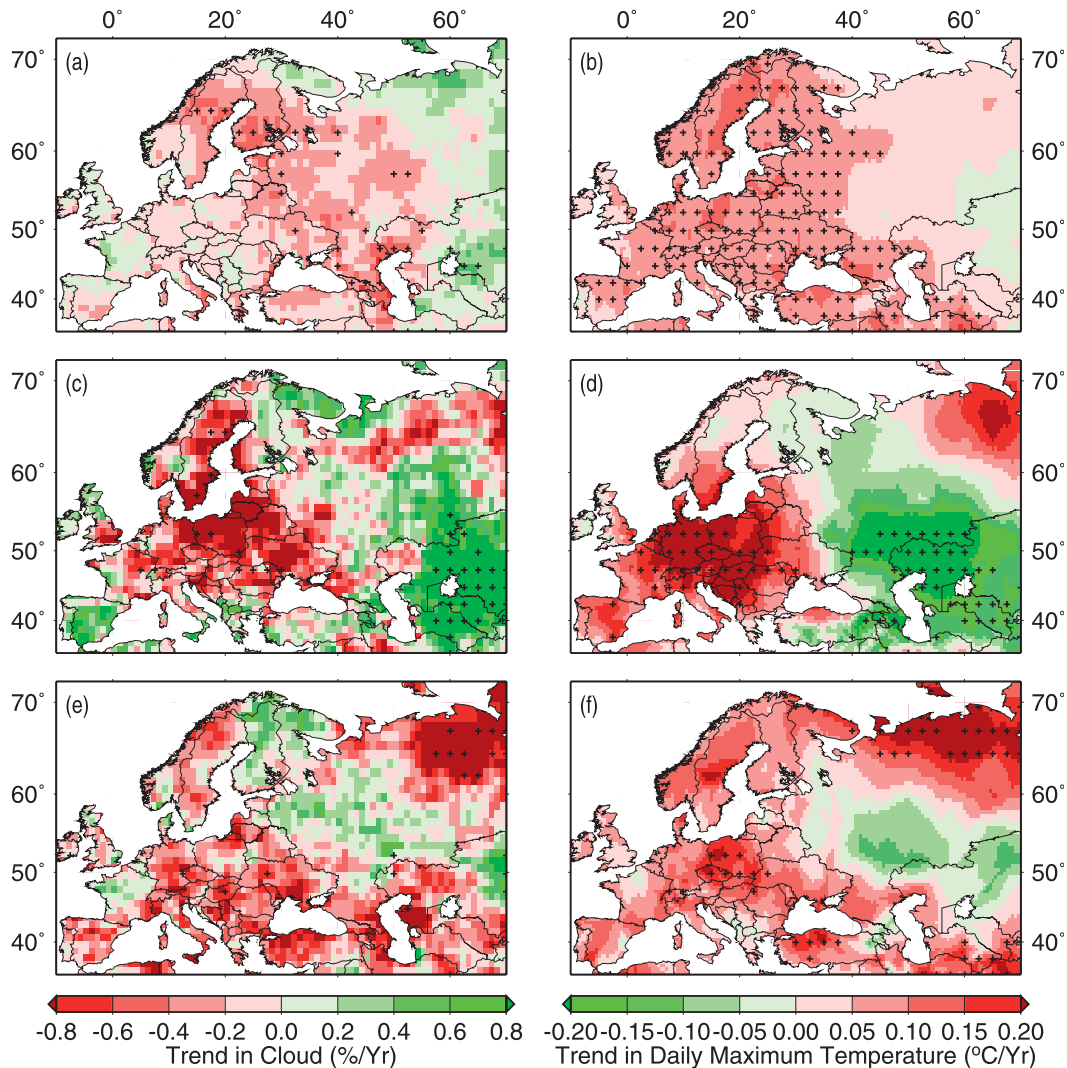 0° 20° 40° 60° 0° 20° 40° 60°
70° (a) (b) 70°
60° 60°
50° 50°
40° 40°
70° (c) (d) 70°
60° 60°
50° 50°
40° 40°
70° (e) (f) 70°
60° 60°
50° 50°
40° 40°
-0.8 -0.6 -0.4 -0.2 0.0 0.2 0.4 0.6 0.8
Trend in Cloud (%/Yr)
-0.20 -0.15 -0.10 -0.05 0.00 0.05 0.10 0.15 0.20
Trend in Daily Maximum Temperature (°C/Yr)